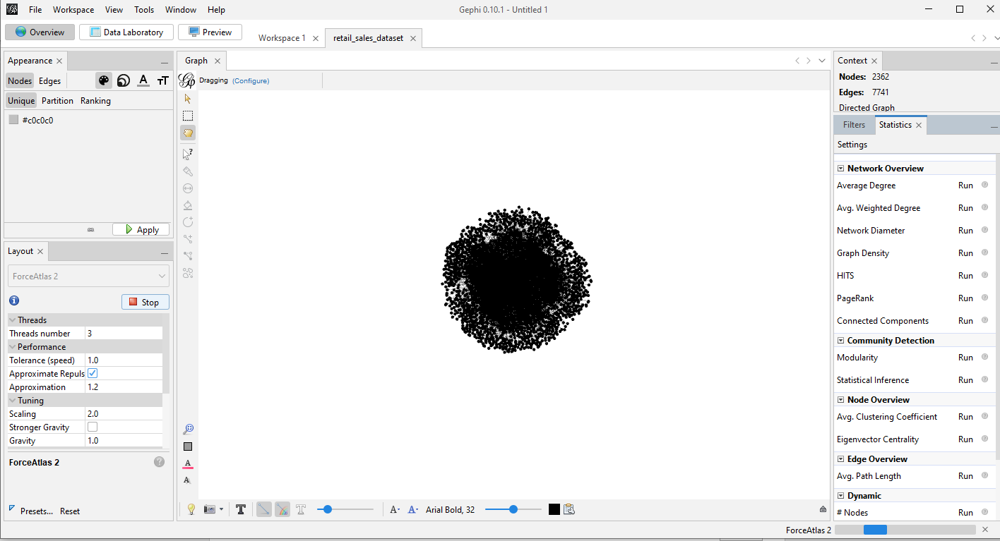 File Workspace View Tools Window Help Gephi 0.10.1 - Untitled 1
Overview Data Laboratory Preview Workspace 1 retail_sales_dataset
Appearance
Nodes Edges A TT
Unique Partition Ranking
#c0c0c0
Apply
Layout
ForceAtlas 2
Stop
Threads
Threads number 3
Performance
Tolerance (speed) 1.0
Approximate Repuls
Approximation 1.2
Tuning
Scaling 2.0
Stronger Gravity
Gravity 1.0
ForceAtlas 2
Presets... Reset
Graph
Dragging (Configure)
A
A
T T A- A- Arial Bold, 32
Context
Nodes: 2362
Edges: 7741
Directed Graph
Filters Statistics
Settings
Network Overview
Average Degree Run
Avg. Weighted Degree Run
Network Diameter Run
Graph Density Run
HITS Run
PageRank Run
Connected Components Run
Community Detection
Modularity Run
Statistical Inference Run
Node Overview
Avg. Clustering Coefficient Run
Eigenvector Centrality Run
Edge Overview
Avg. Path Length Run
Dynamic
# Nodes Run
ForceAtlas 2